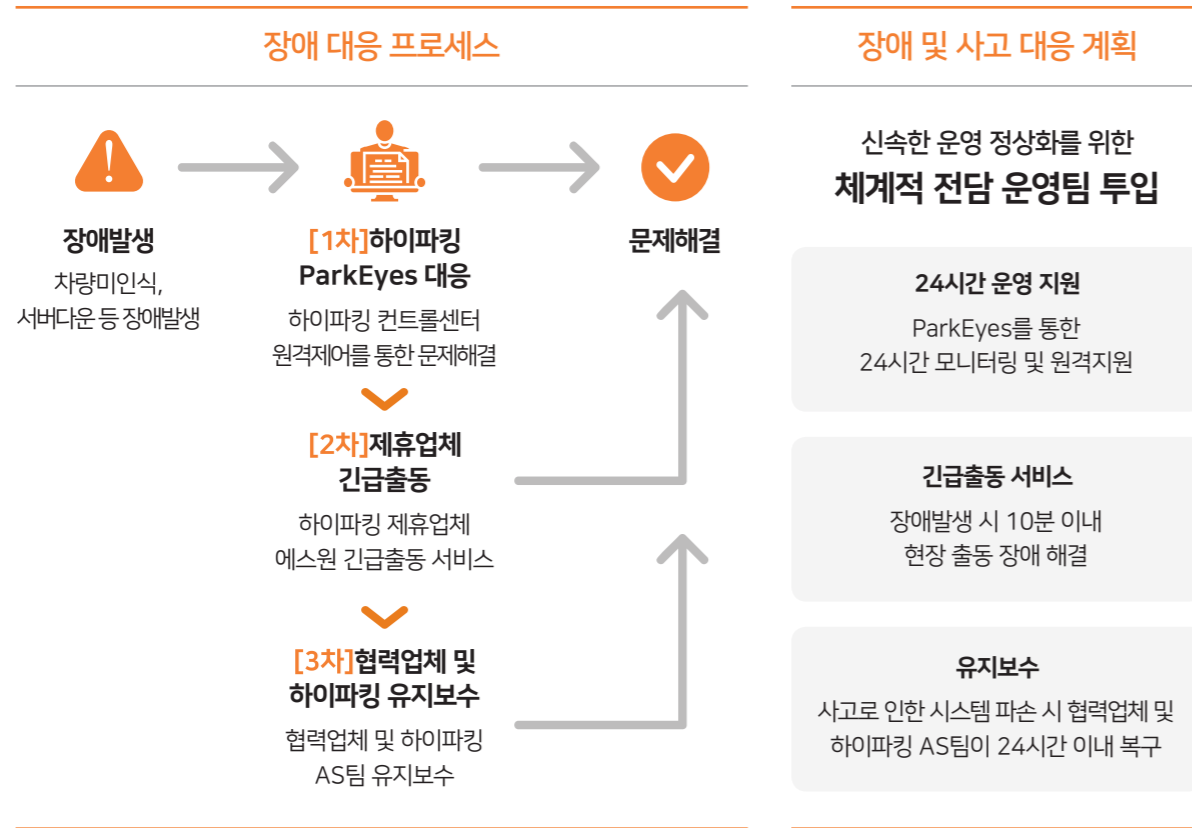 장애 대응 프로세스
장애발생
차량미인식,
서버다운 등 장애발생
[1차]하이파킹
ParkEyes 대응
하이파킹 컨트롤센터
원격제어를 통한 문제해결
[2차]제휴업체
긴급출동
하이파킹 제휴업체
에스원 긴급출동 서비스
[3차]협력업체 및
하이파킹 유지보수
협력업체 및 하이파킹
AS팀 유지보수
문제해결
장애 및 사고 대응 계획
신속한 운영 정상화를 위한
체계적 전담 운영팀 투입
24시간 운영 지원
ParkEyes를 통한
24시간 모니터링 및 원격지원
긴급출동 서비스
장애발생 시 10분 이내
현장 출동 장애 해결
유지보수
사고로 인한 시스템 파손 시 협력업체 및
하이파킹 AS팀이 24시간 이내 복구